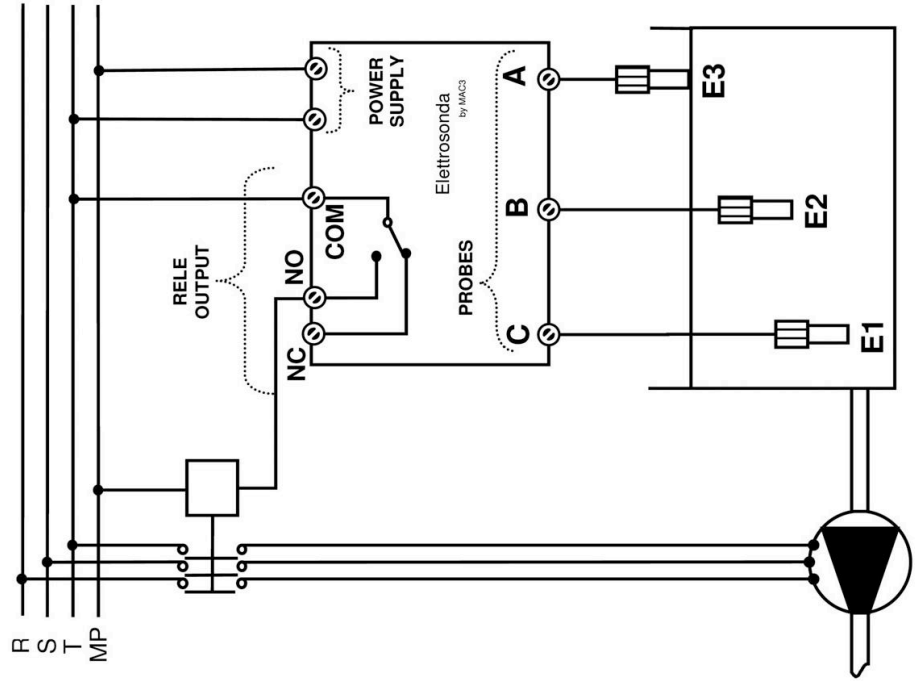 R
S
T
MP
RELE
OUTPUT
POWER
SUPPLY
NC
NO
COM
Elettrosonda
by MAC3
PROBES
C
B
A
E1
E2
E3